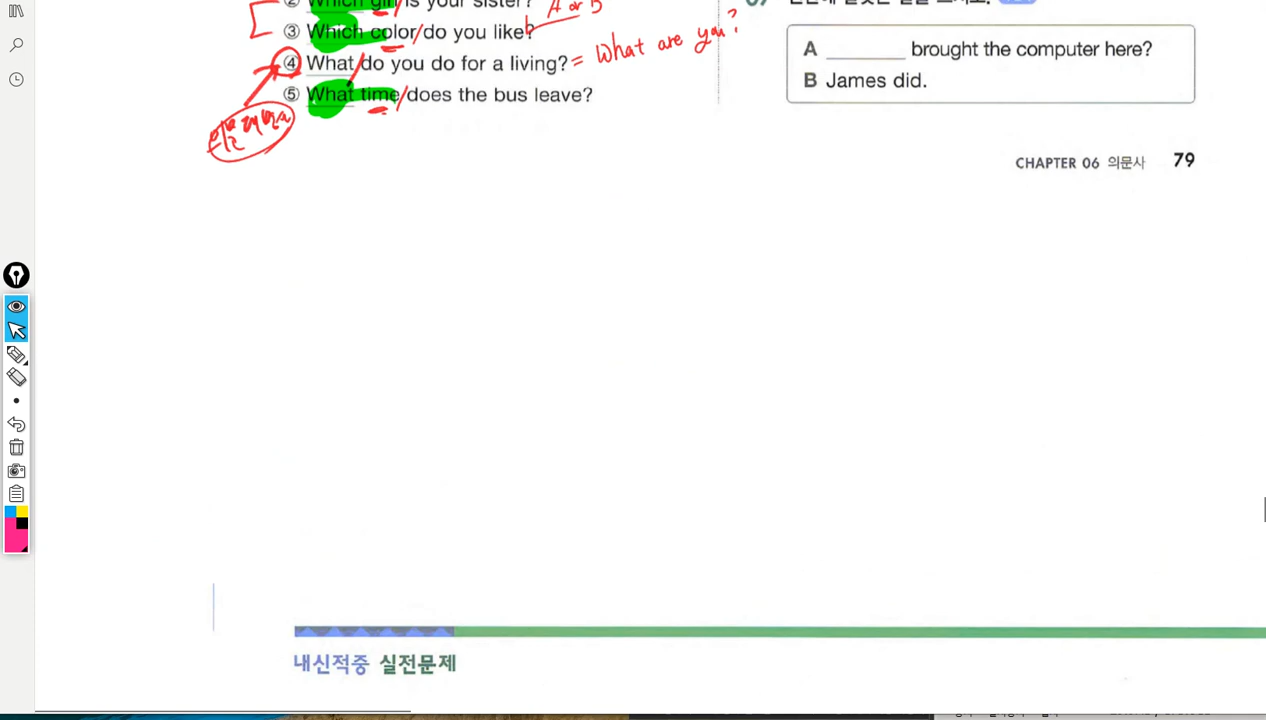 ② Which girl is your sister?
A or B
③ Which color/do you like?
④ What/do you do for a living? = What are you?
⑤ What time/does the bus leave?
A ________ brought the computer here?
B James did.
CHAPTER 06 의문사 79
내신적중 실전문제